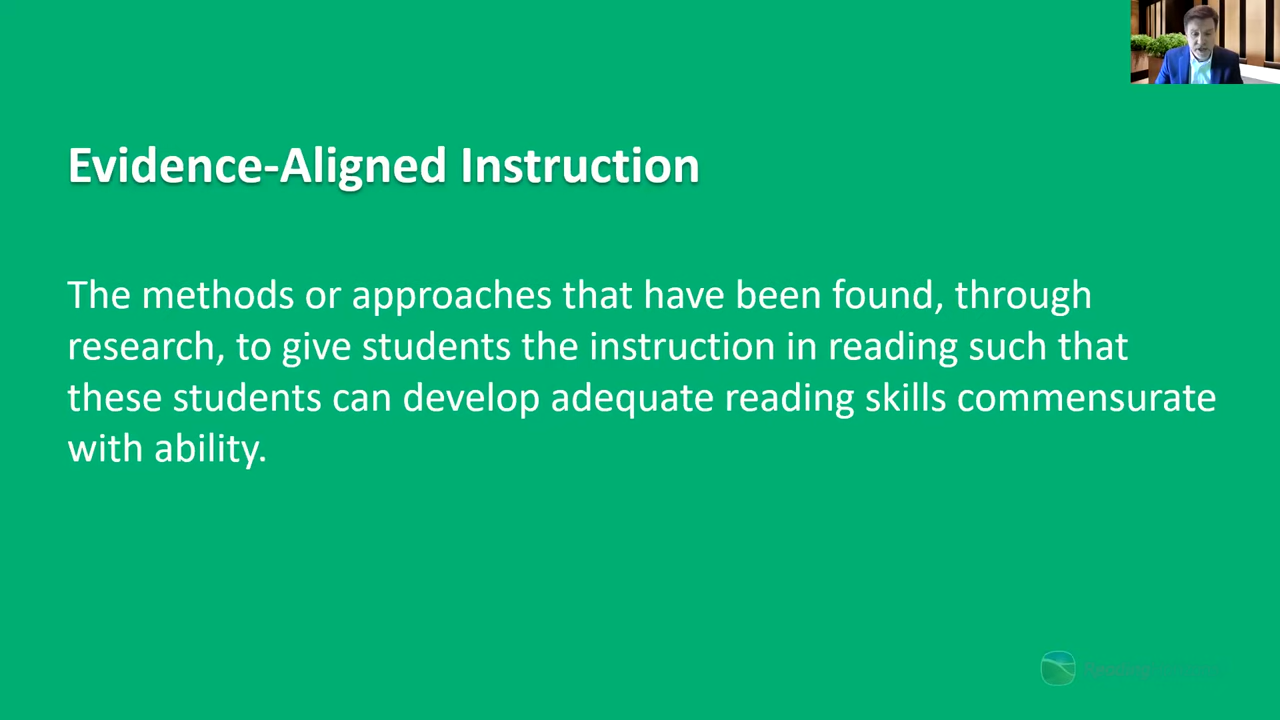 Evidence-Aligned Instruction
The methods or approaches that have been found, through
research, to give students the instruction in reading such that
these students can develop adequate reading skills commensurate
with ability.